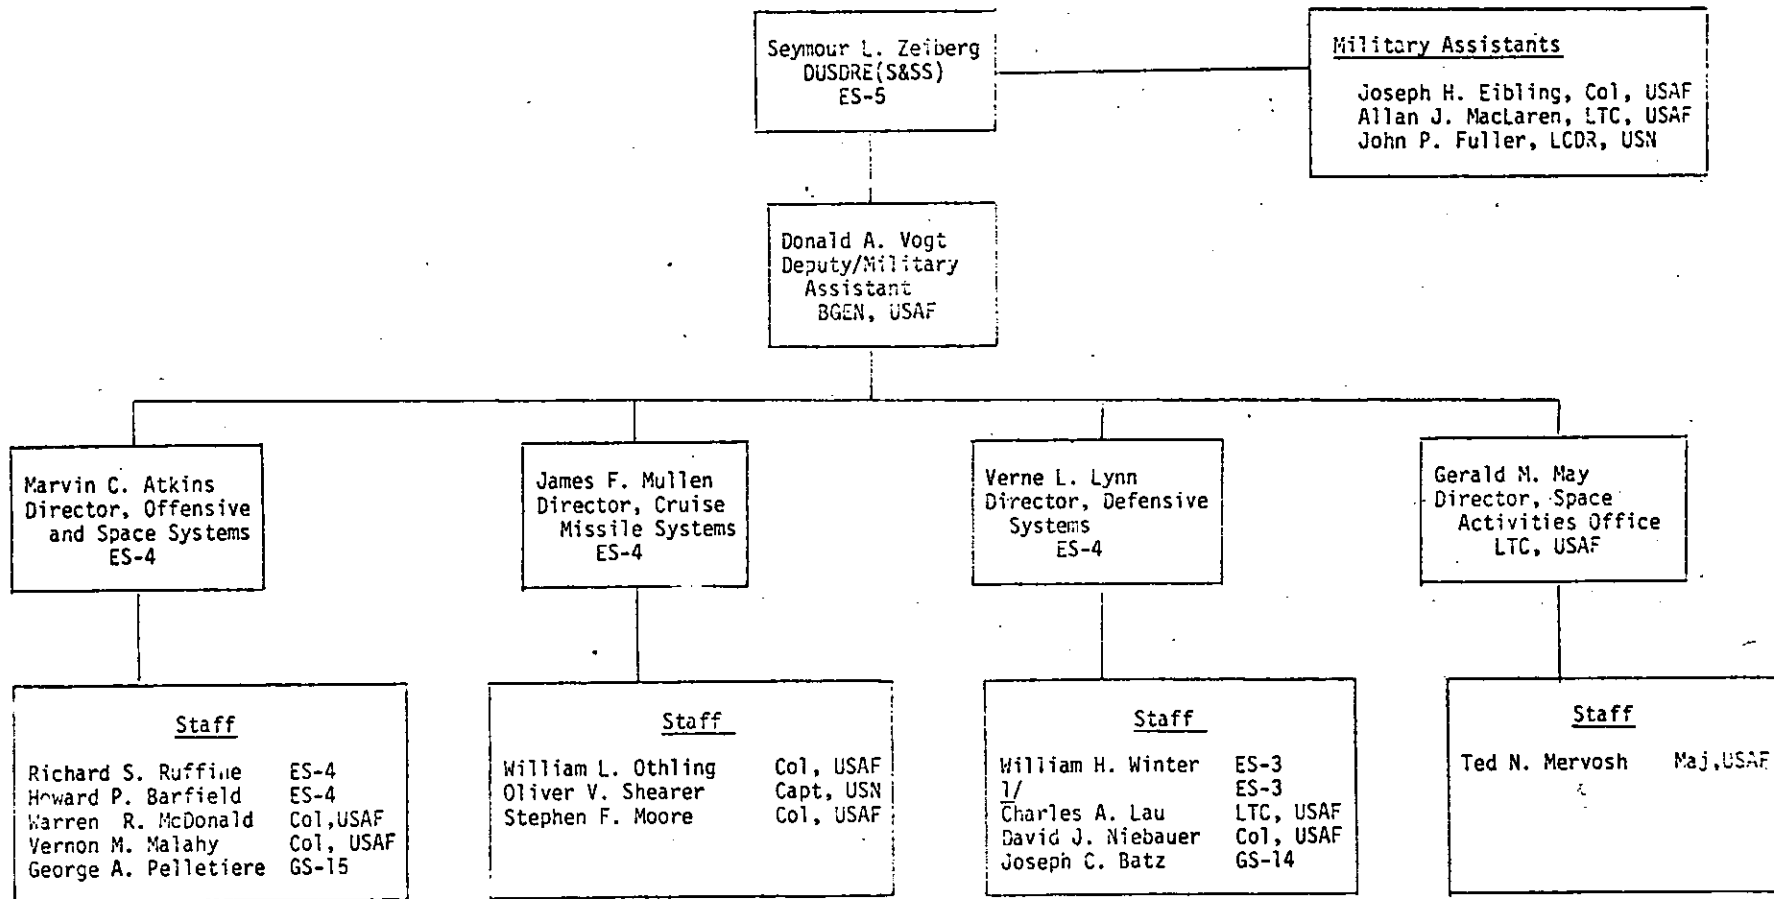 Seymour L. Zeiberg
DUSDRE(S&SS)
ES-5
Military Assistants
Joseph H. Eibling, Col, USAF
Allan J. MacLaren, LTC, USAF
John P. Fuller, LCDR, USN
Donald A. Vogt
Deputy/Military
Assistant
BGEN, USAF
Marvin C. Atkins
Director, Offensive
and Space Systems
ES-4
James F. Mullen
Director, Cruise
Missile Systems
ES-4
Verne L. Lynn
Director, Defensive
Systems
ES-4
Gerald M. May
Director, Space
Activities Office
LTC, USAF
Staff
Richard S. Ruffine ES-4
Howard P. Barfield ES-4
Warren R. McDonald Col,USAF
Vernon M. Malahy Col, USAF
George A. Pelletiere GS-15
Staff
William L. Othling Col, USAF
Oliver V. Shearer Capt, USN
Stephen F. Moore Col, USAF
Staff
William H. Winter ES-3
1/ ES-3
Charles A. Lau LTC, USAF
David J. Niebauer Col, USAF
Joseph C. Batz GS-14
Staff
Ted N. Mervosh Maj,USAF